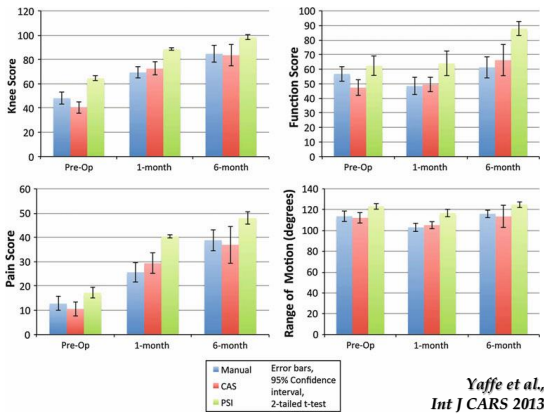 120
100
80
60
40
20
0
Knee Score
Pre-Op
1-month
6-month
100
90
80
70
60
50
40
30
20
10
0
Function Score
Pre-Op
1-month
6-month
60
50
40
30
20
10
0
Pain Score
Pre-Op
1-month
6-month
140
120
100
80
60
40
20
0
Range of Motion (degrees)
Pre-Op
1-month
6-month
Manual
CAS
PSI
Error bars,
95% Confidence
interval,
2-tailed t-test
Yaffe et al.,
Int J CARS 2013